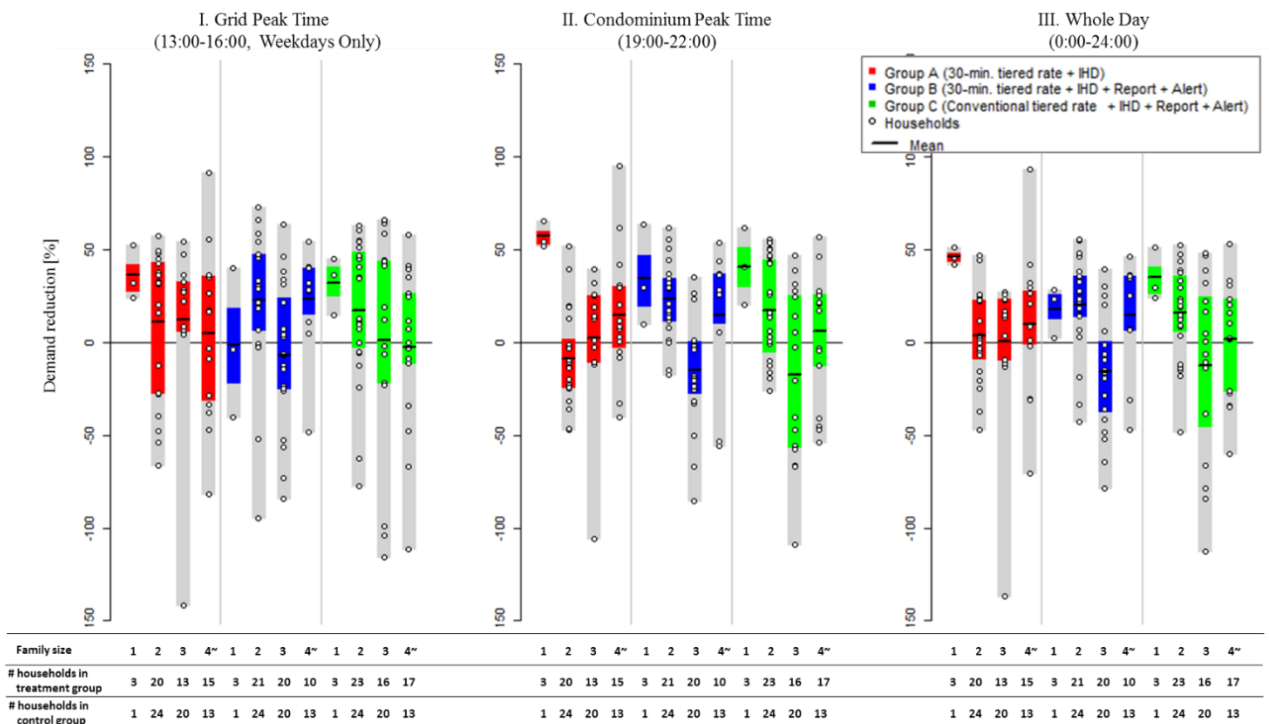 I. Grid Peak Time
(13:00-16:00, Weekdays Only)
II. Condominium Peak Time
(19:00-22:00)
III. Whole Day
(0:00-24:00)
Group A (30-min. tiered rate + IHD)
Group B (30-min. tiered rate + IHD + Report + Alert)
Group C (Conventional tiered rate + IHD + Report + Alert)
Households
Mean
Demand reduction [%]
150
100
50
0
-50
-100
150
150
100
50
0
-50
-100
150
10
50
0
-50
-100
150
Family size 1 2 3 4~ 1 2 3 4~ 1 2 3 4~ 1 2 3 4~ 1 2 3 4~ 1 2 3 4~ 1 2 3 4~ 1 2 3 4~ 1 2 3 4~
# households in
treatment group 3 20 13 15 3 21 20 10 3 23 16 17 3 20 13 15 3 21 20 10 3 23 16 17 3 20 13 15 3 21 20 10 3 23 16 17
# households in
control group 1 24 20 13 1 24 20 13 1 24 20 13 1 24 20 13 1 24 20 13 1 24 20 13 1 24 20 13 1 24 20 13 1 24 20 13